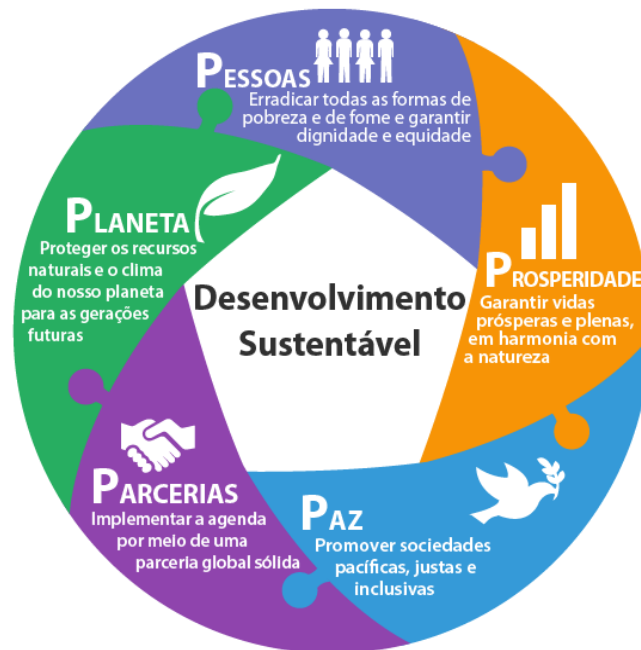 PESSOAS
Erradicar todas as formas de
pobreza e de fome e garantir
dignidade e equidade
PLANETA
Proteger os recursos
naturais e o clima
do nosso planeta
para as gerações
futuras
PROSPERIDADE
Garantir vidas
prósperas e plenas,
em harmonia com
a natureza
Desenvolvimento
Sustentável
PARCERIAS
Implementar a agenda
por meio de uma
parceria global sólida
PAZ
Promover sociedades
pacíficas, justas e
inclusivas